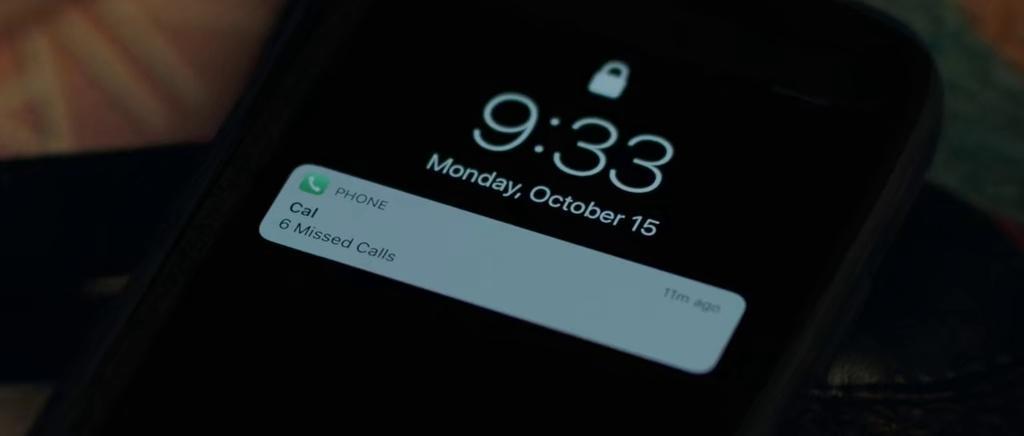 9:33
Monday, October 15
PHONE
Cal
6 Missed Calls
11m ago